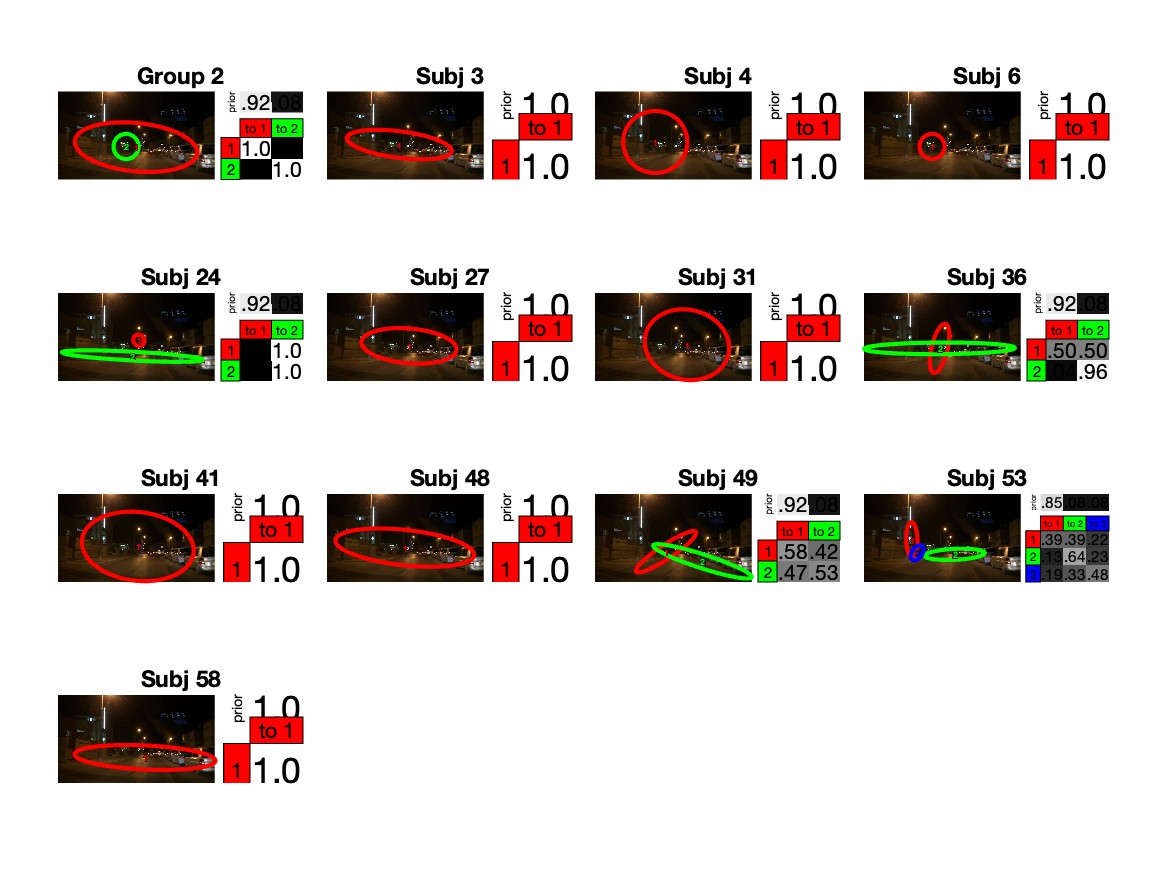 Group 2
prior .92 .08
to 1 to 2
1 1.0
2 1.0
Subj 3
prior 1.0
to 1
1 1.0
Subj 4
prior 1.0
to 1
1 1.0
Subj 6
prior 1.0
to 1
1 1.0
Subj 24
prior .92 .08
to 1 to 2
1 1.0
2 1.0
Subj 27
prior 1.0
to 1
1 1.0
Subj 31
prior 1.0
to 1
1 1.0
Subj 36
prior .92 .08
to 1 to 2
1 .50 .50
2 .04 .96
Subj 41
prior 1.0
to 1
1 1.0
Subj 48
prior 1.0
to 1
1 1.0
Subj 49
prior .92 .08
to 1 to 2
1 .58 .42
2 .47 .53
Subj 53
prior .85 .08 .08
to 1 to 2 to 3
1 .39 .39 .22
2 .13 .64 .23
3 .19 .33 .48
Subj 58
prior 1.0
to 1
1 1.0